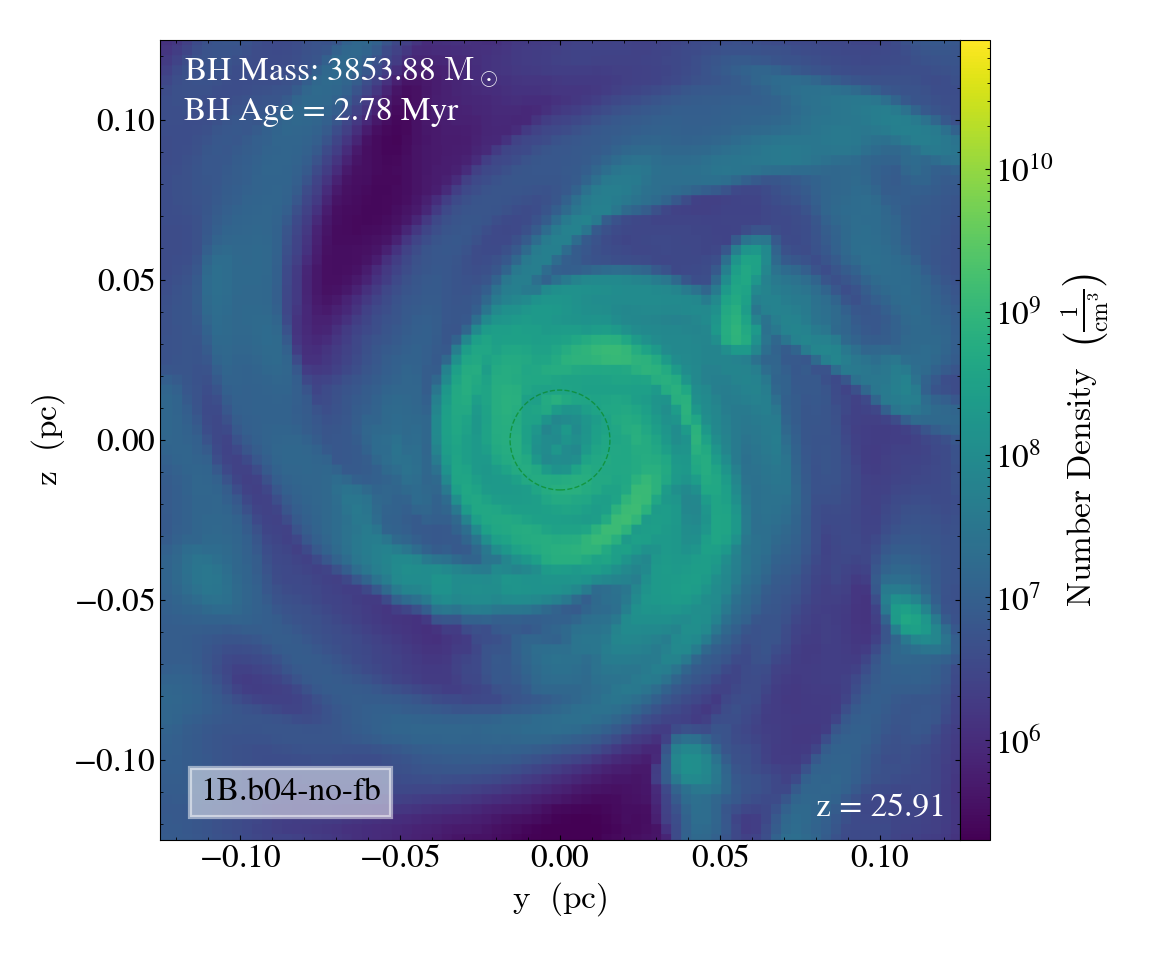 BH Mass: 3853.88 M⊙
BH Age = 2.78 Myr
0.10
0.05
0.00
−0.05
−0.10
z (pc)
1B.b04-no-fb
z = 25.91
−0.10 −0.05 0.00 0.05 0.10
y (pc)
10¹⁰
10⁹
10⁸
10⁷
10⁶
Number Density (1/cm³)